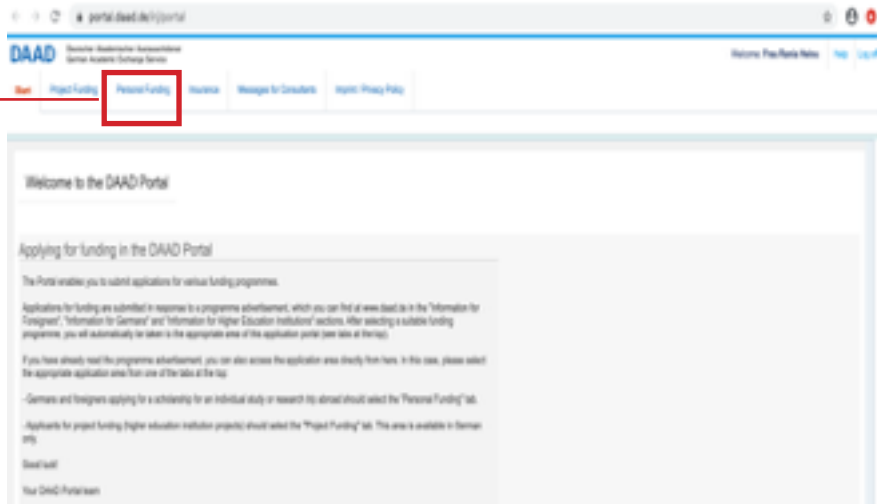 portal.daad.de/irj/portal
DAAD Deutscher Akademischer Austauschdienst
German Academic Exchange Service
Welcome: Frau Rania Help Log off
Start Project Funding Personal Funding Insurance Messages for Consultants Imprint / Privacy Policy
Welcome to the DAAD Portal
Applying for funding in the DAAD Portal
The Portal enables you to submit applications for various funding programmes.
Applications for funding are submitted in response to a programme advertisement, which you can find at www.daad.de in the "Information for
Foreigners", "Information for Germans" and "Information for Higher Education Institutions" sections. After selecting a suitable funding
programme, you will automatically be taken to the appropriate area of the application portal (see tabs at the top).
If you have already read the programme advertisement, you can also access the application area directly from here. In this case, please select
the appropriate application area from one of the tabs at the top:
- Germans and foreigners applying for a scholarship for an individual study or research trip abroad should select the "Personal Funding" tab.
- Applicants for project funding (higher education institution projects) should select the "Project Funding" tab. This area is available in German
only.
Good luck!
Your DAAD Portal team